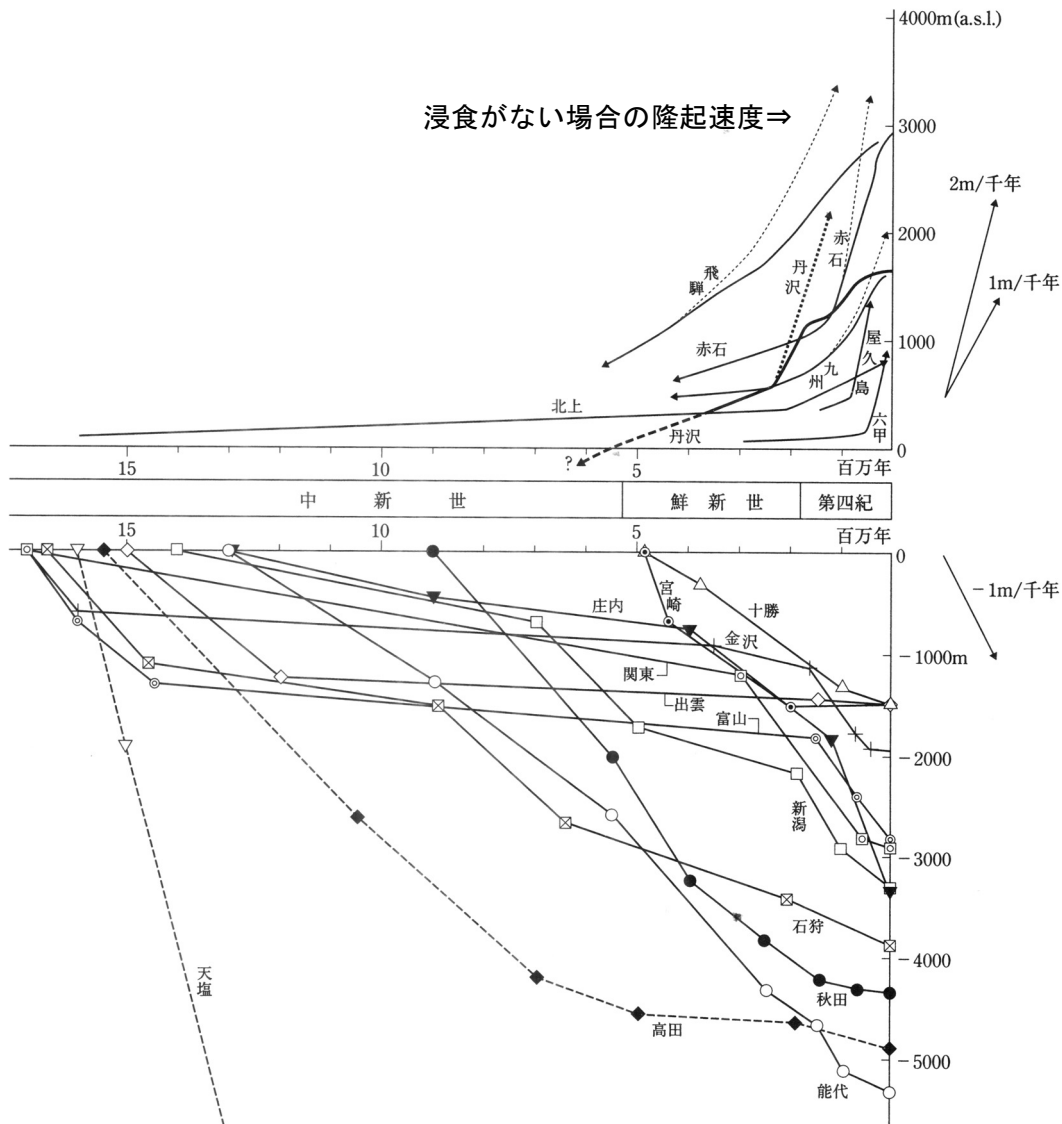 4000m(a.s.l.)
浸食がない場合の隆起速度⇒
3000
2m/千年
2000
1m/千年
飛騨
丹沢
赤石
赤石
1000
九州
屋久島
六甲
北上
丹沢
?
0
15
10
5
百万年
中新世
鮮新世
第四紀
15
10
5
百万年
0
-1m/千年
宮崎
十勝
庄内
金沢
-1000m
関東
出雲
富山
-2000
新潟
-3000
石狩
天塩
-4000
秋田
高田
-5000
能代